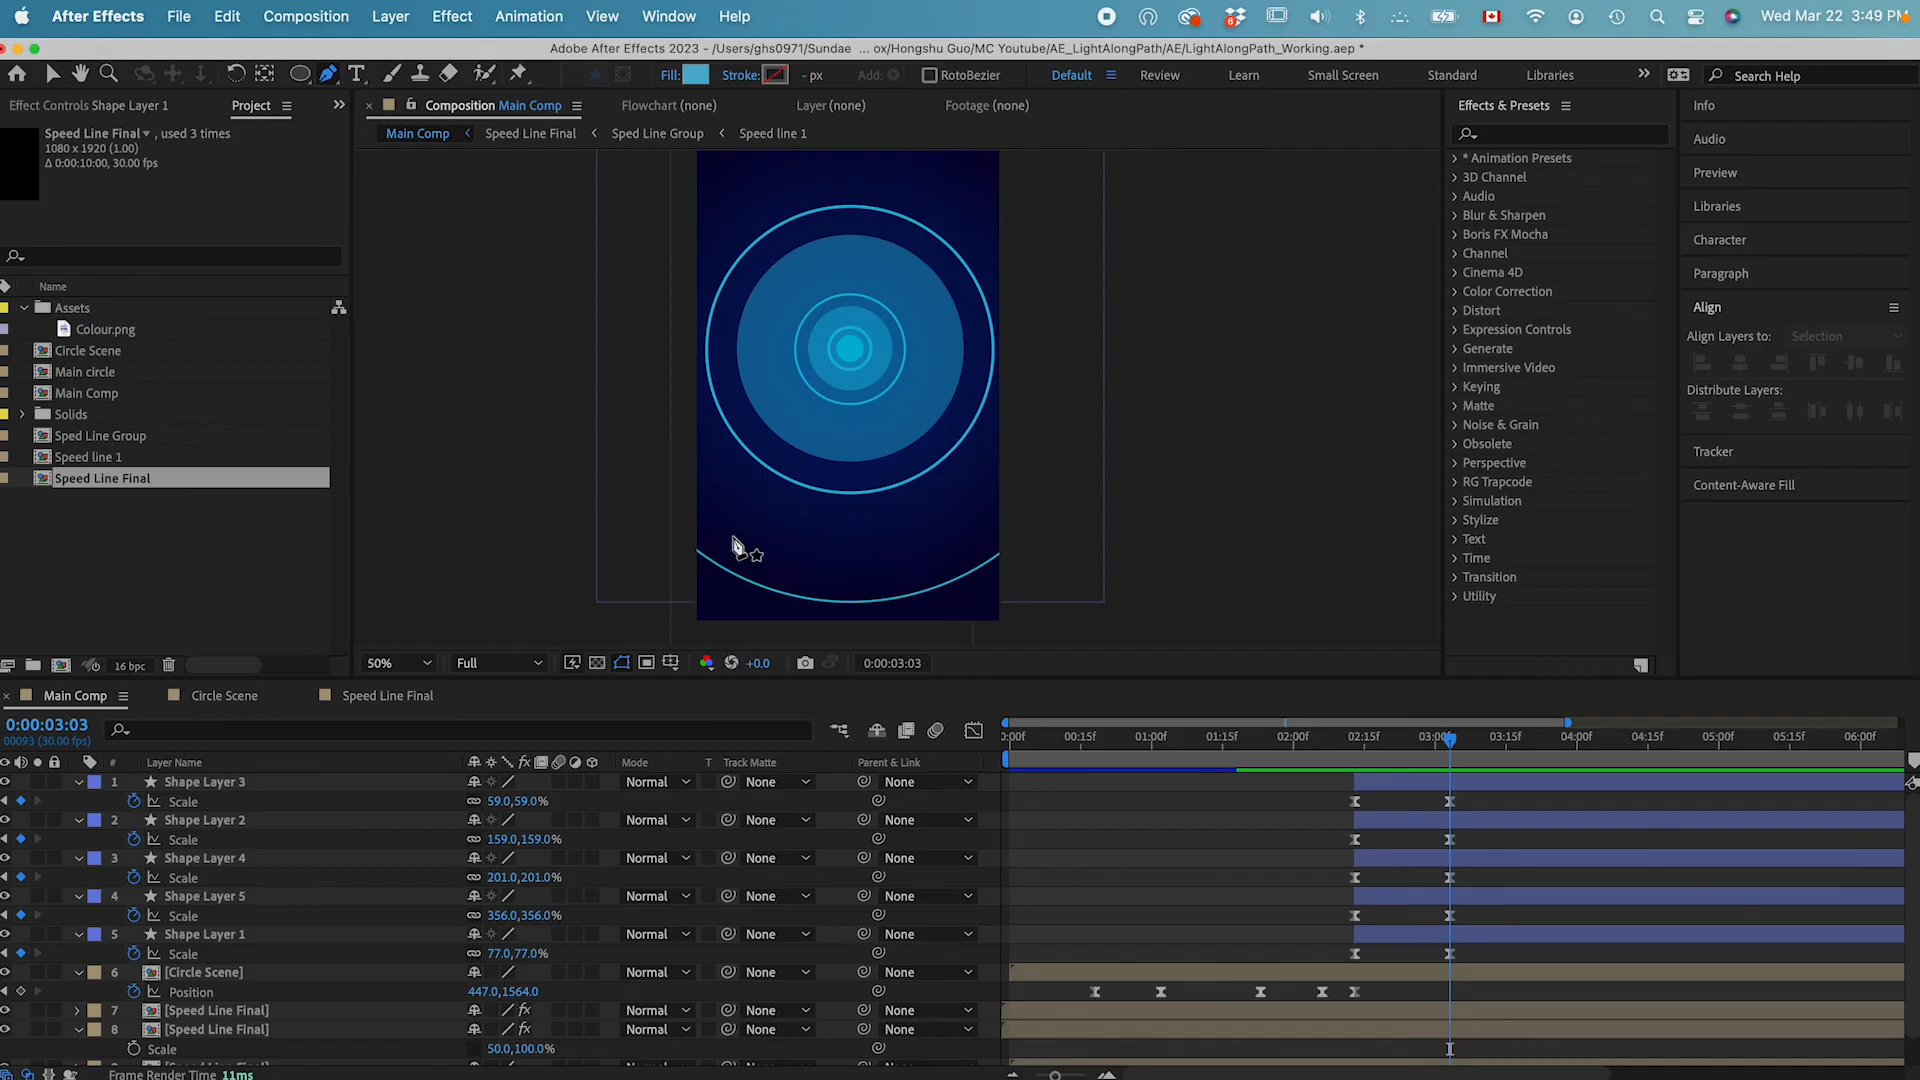 After Effects File Edit Composition Layer Effect Animation View Window Help 6 Wed Mar 22 3:49 PM
Adobe After Effects 2023 - /Users/ghs0971/Sundae ... ox/Hongshu Guo/MC Youtube/AE_LightAlongPath/AE/LightAlongPath_Working.aep *
Fill: Stroke: - px Add: RotoBezier Default Review Learn Small Screen Standard Libraries Search Help
Effect Controls Shape Layer 1 Project
Speed Line Final , used 3 times
1080 x 1920 (1.00)
Δ 0:00:10:00, 30.00 fps
Name
Assets
Colour.png
Circle Scene
Main circle
Main Comp
Solids
Sped Line Group
Speed line 1
Speed Line Final
16 bpc
Composition Main Comp Flowchart (none) Layer (none) Footage (none)
Main Comp Speed Line Final Sped Line Group Speed line 1
50% Full +0.0 0:00:03:03
Effects & Presets
* Animation Presets
3D Channel
Audio
Blur & Sharpen
Boris FX Mocha
Channel
Cinema 4D
Color Correction
Distort
Expression Controls
Generate
Immersive Video
Keying
Matte
Noise & Grain
Obsolete
Perspective
RG Trapcode
Simulation
Stylize
Text
Time
Transition
Utility
Info
Audio
Preview
Libraries
Character
Paragraph
Align
Align Layers to: Selection
Distribute Layers:
Tracker
Content-Aware Fill
Main Comp Circle Scene Speed Line Final
0:00:03:03
00093 (30.00 fps)
:00f 00:15f 01:00f 01:15f 02:00f 02:15f 03:00f 03:15f 04:00f 04:15f 05:00f 05:15f 06:00f
# Layer Name Mode T Track Matte Parent & Link
1 Shape Layer 3 Normal None None
Scale 59.0,59.0%
2 Shape Layer 2 Normal None None
Scale 159.0,159.0%
3 Shape Layer 4 Normal None None
Scale 201.0,201.0%
4 Shape Layer 5 Normal None None
Scale 356.0,356.0%
5 Shape Layer 1 Normal None None
Scale 77.0,77.0%
6 [Circle Scene] Normal None None
Position 447.0,1564.0
7 [Speed Line Final] fx Normal None None
8 [Speed Line Final] fx Normal None None
Scale 50.0,100.0%
Frame Render Time 11ms